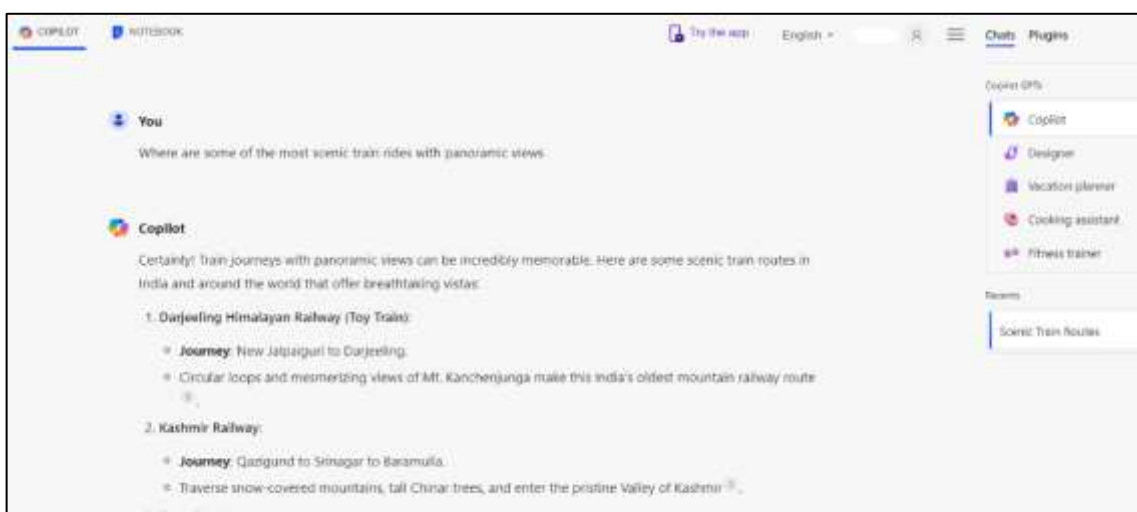 COPILOT
NOTEBOOK
Try the app
English
Chats Plugins
You
Where are some of the most scenic train rides with panoramic views
Copilot
Certainly! Train journeys with panoramic views can be incredibly memorable. Here are some scenic train routes in
India and around the world that offer breathtaking vistas:
1. Darjeeling Himalayan Railway (Toy Train):
Journey: New Jalpaiguri to Darjeeling.
Circular loops and mesmerizing views of Mt. Kanchenjunga make this India's oldest mountain railway route
.
2. Kashmir Railway:
Journey: Qazigund to Srinagar to Baramulla.
Traverse snow-covered mountains, tall Chinar trees, and enter the pristine Valley of Kashmir .
Copilot GPTs
Copilot
Designer
Vacation planner
Cooking assistant
Fitness trainer
Recents
Scenic Train Routes